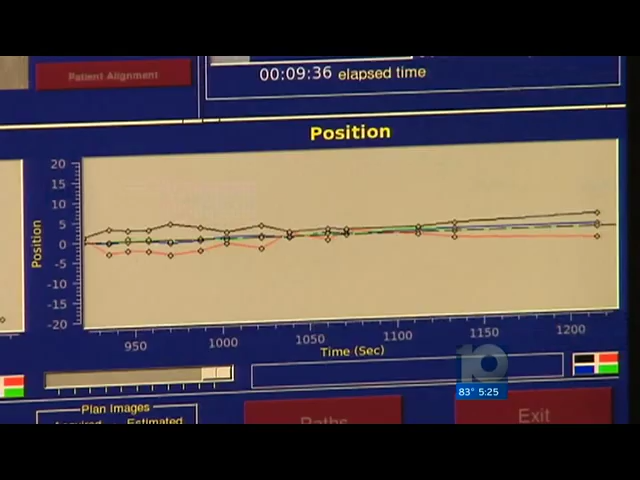 Patient Alignment
00:09:36 elapsed time
Position
20
15
10
5
0
-5
-10
-15
-20
Position
950
1000
1050
1100
1150
1200
Time (Sec)
10
83° 5:25
Plan Images
Estimated
Exit